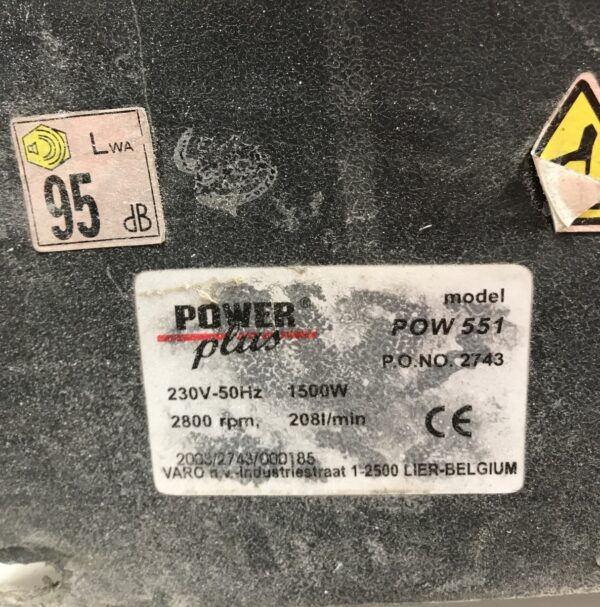 LWA
95 dB
POWER®
plus
model
POW 551
P.O.NO. 2743
230V-50Hz 1500W
2800 rpm, 208l/min
CE
2003/2743/000185
VARO n.v.-Industriestraat 1-2500 LIER-BELGIUM